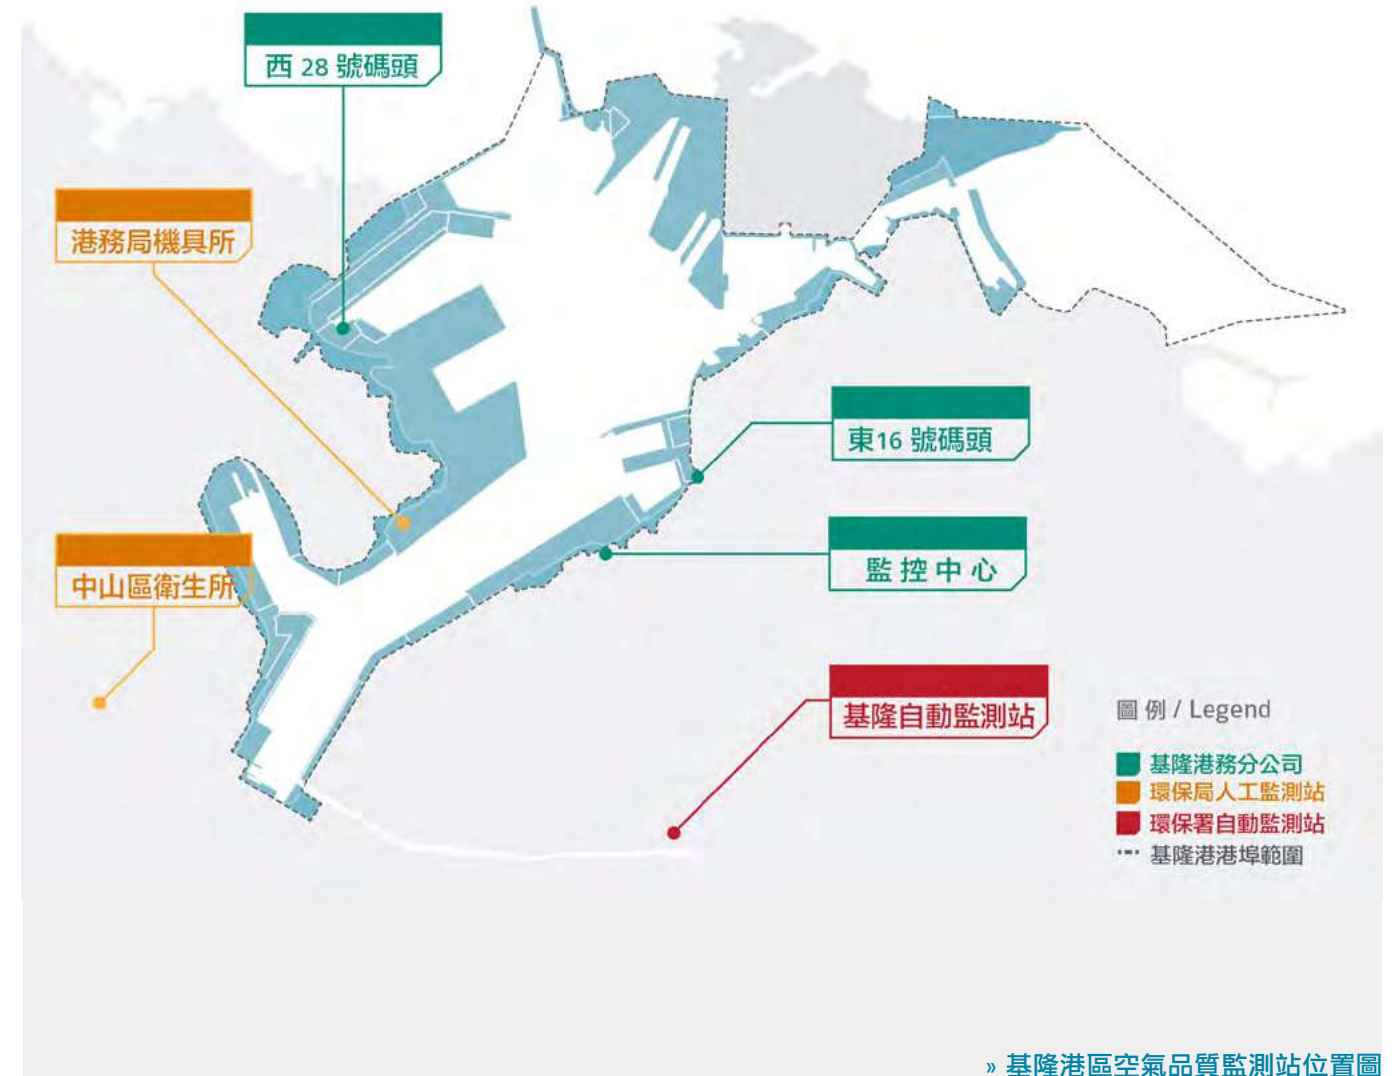 西 28 號碼頭
港務局機具所
東16 號碼頭
監控中心
中山區衛生所
基隆自動監測站
圖例 / Legend
基隆港務分公司
環保局人工監測站
環保署自動監測站
基隆港港埠範圍
» 基隆港區空氣品質監測站位置圖